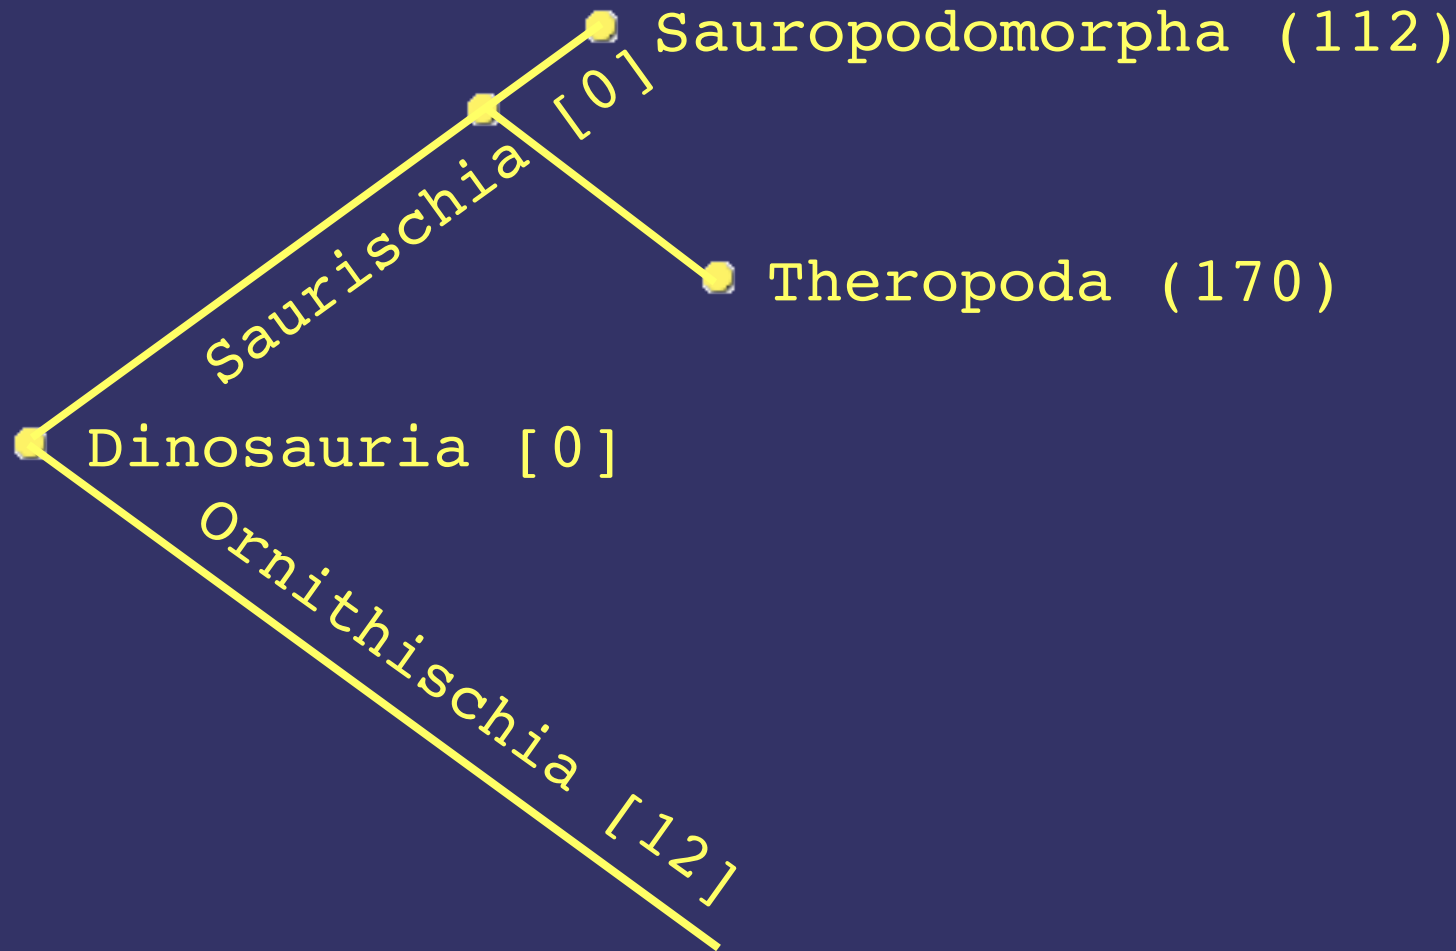 Sauropodomorpha (112)
Saurischia [0]
Theropoda (170)
Dinosauria [0]
Ornithischia [12]